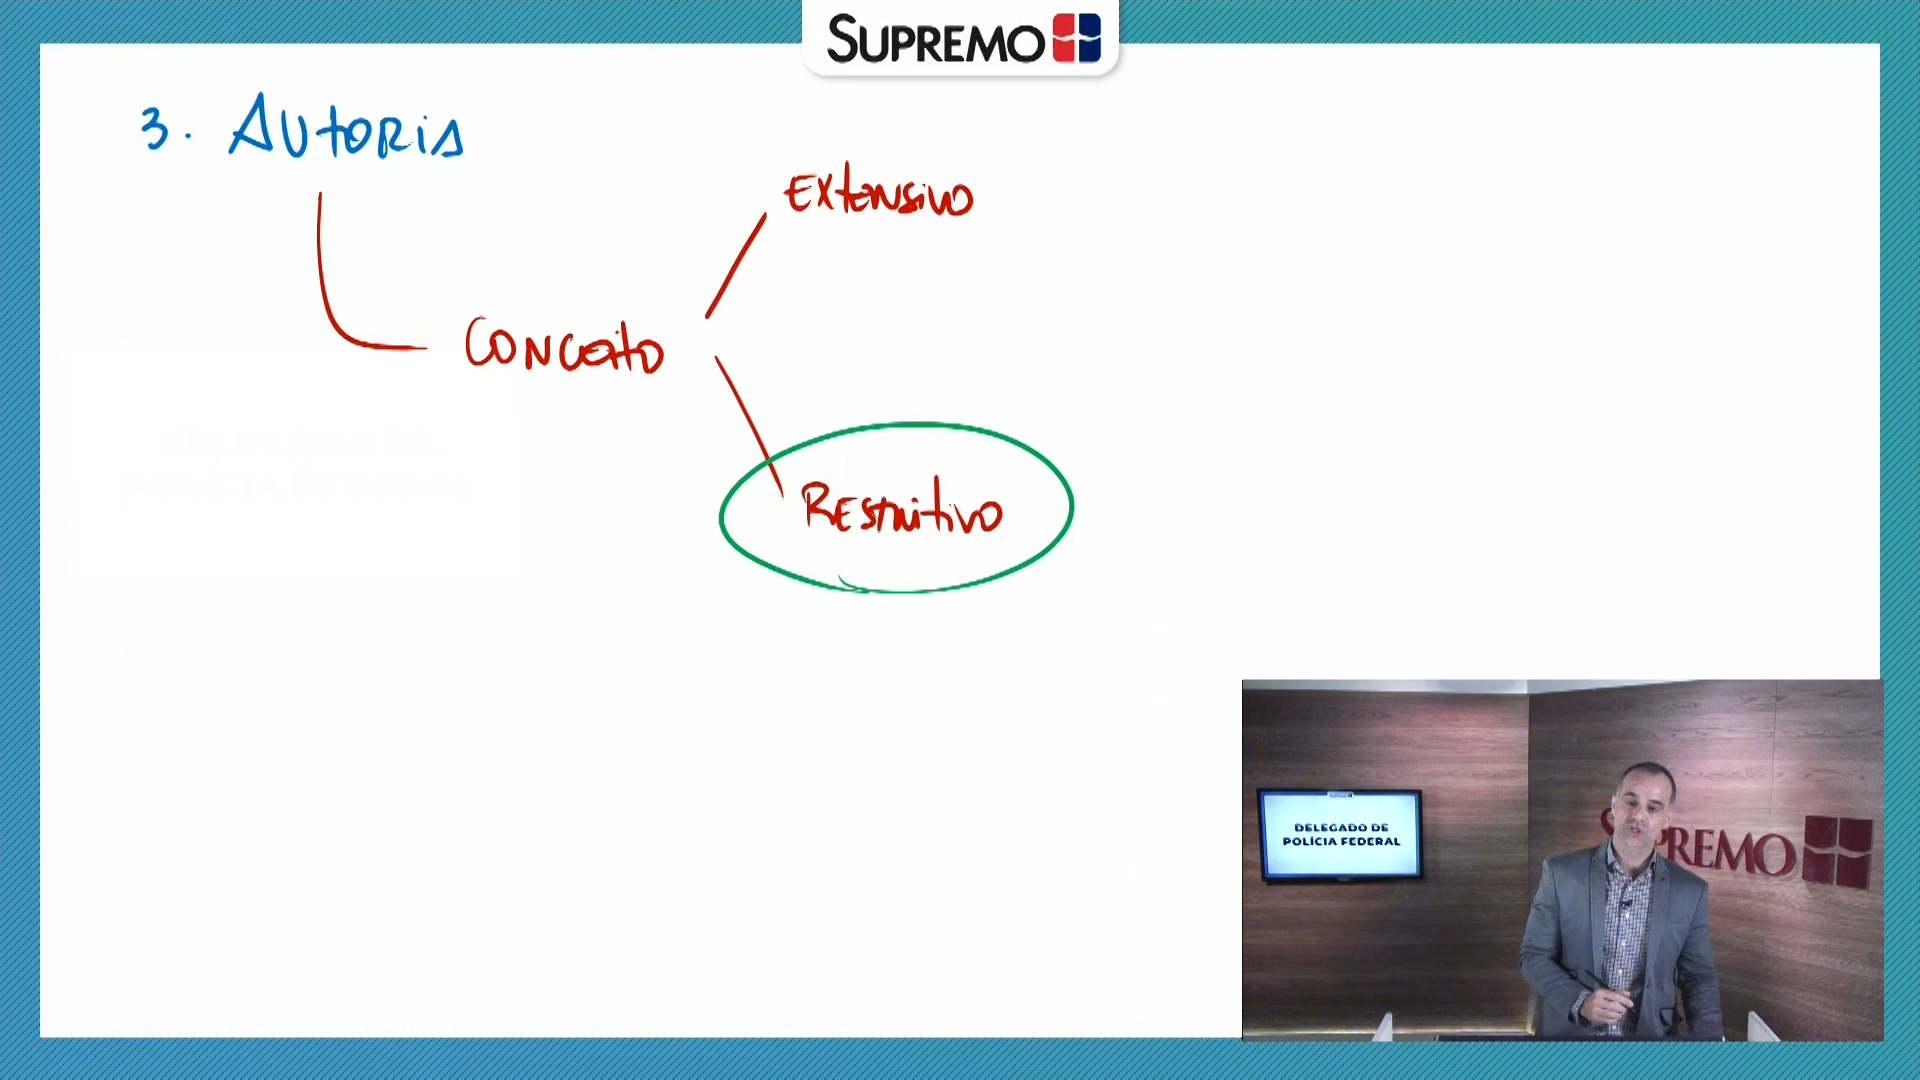 SUPREMO
3. AUTORIA
EXTENSIVO
CONCEITO
RESTRITIVO
DELEGADO DE
POLÍCIA FEDERAL
SUPREMO